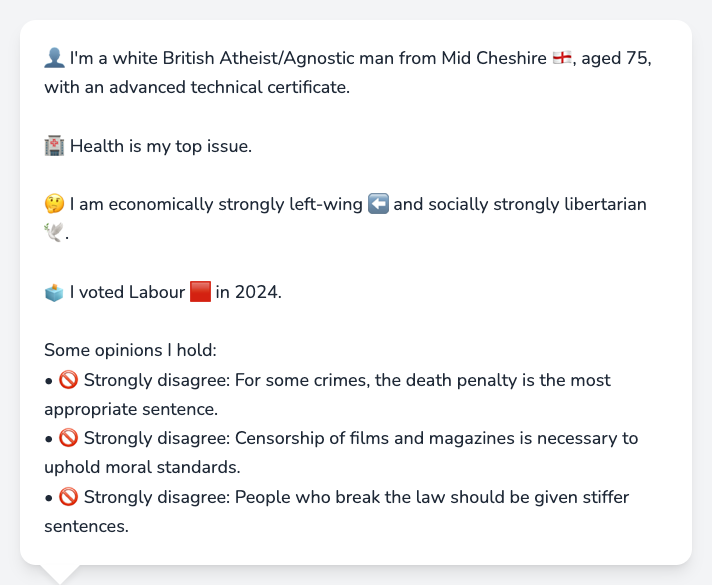 👤 I'm a white British Atheist/Agnostic man from Mid Cheshire 🏴󠁧󠁢󠁥󠁮󠁧󠁿, aged 75,
with an advanced technical certificate.
🏥 Health is my top issue.
🤔 I am economically strongly left-wing ⬅️ and socially strongly libertarian
🕊️.
🗳️ I voted Labour 🟥 in 2024.
Some opinions I hold:
• 🚫 Strongly disagree: For some crimes, the death penalty is the most
appropriate sentence.
• 🚫 Strongly disagree: Censorship of films and magazines is necessary to
uphold moral standards.
• 🚫 Strongly disagree: People who break the law should be given stiffer
sentences.